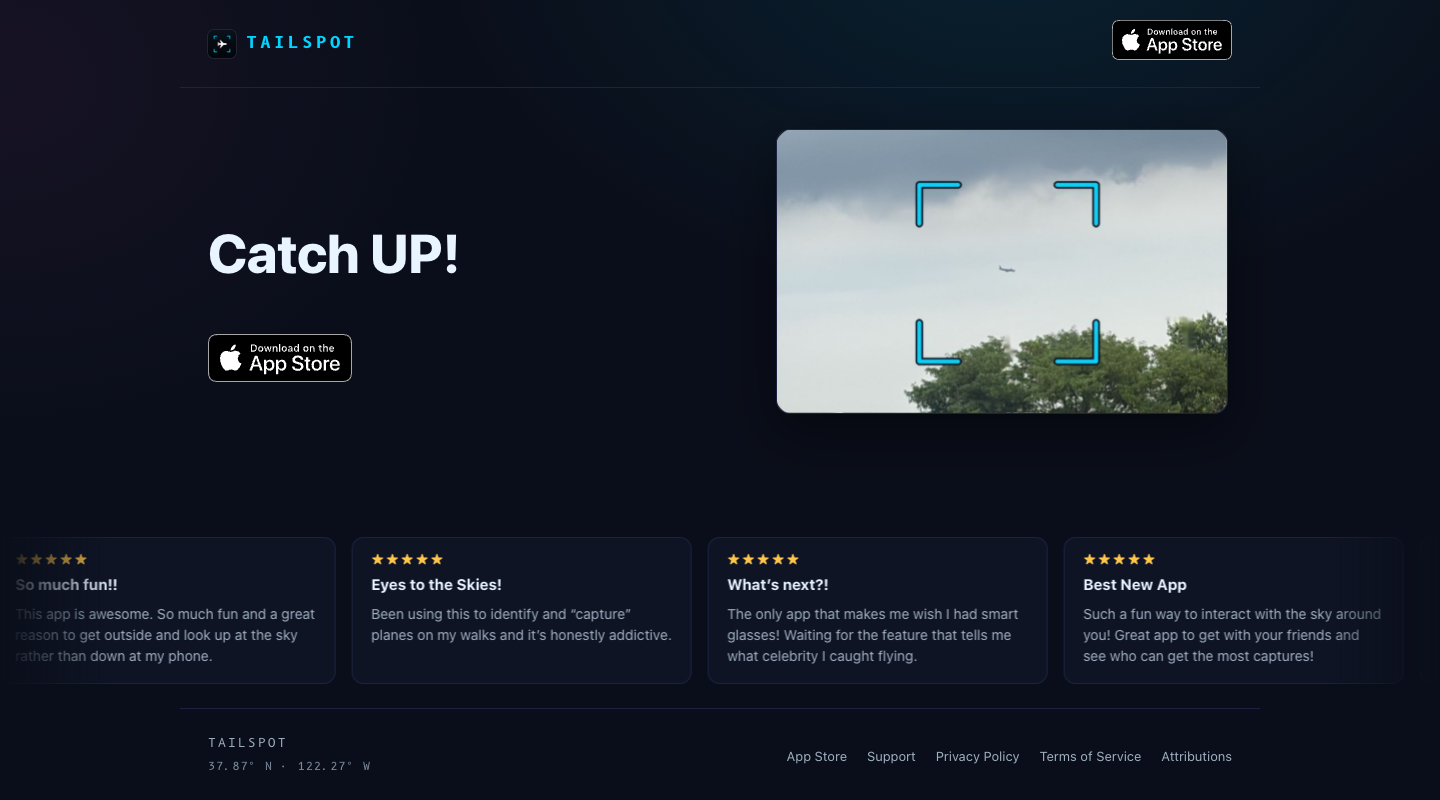 TAILSPOT
Download on the
App Store
Catch UP!
Download on the
App Store
★★★★★
So much fun!!
This app is awesome. So much fun and a great
reason to get outside and look up at the sky
rather than down at my phone.
★★★★★
Eyes to the Skies!
Been using this to identify and “capture”
planes on my walks and it’s honestly addictive.
★★★★★
What’s next?!
The only app that makes me wish I had smart
glasses! Waiting for the feature that tells me
what celebrity I caught flying.
★★★★★
Best New App
Such a fun way to interact with the sky around
you! Great app to get with your friends and
see who can get the most captures!
TAILSPOT
37.87° N · 122.27° W
App Store Support Privacy Policy Terms of Service Attributions